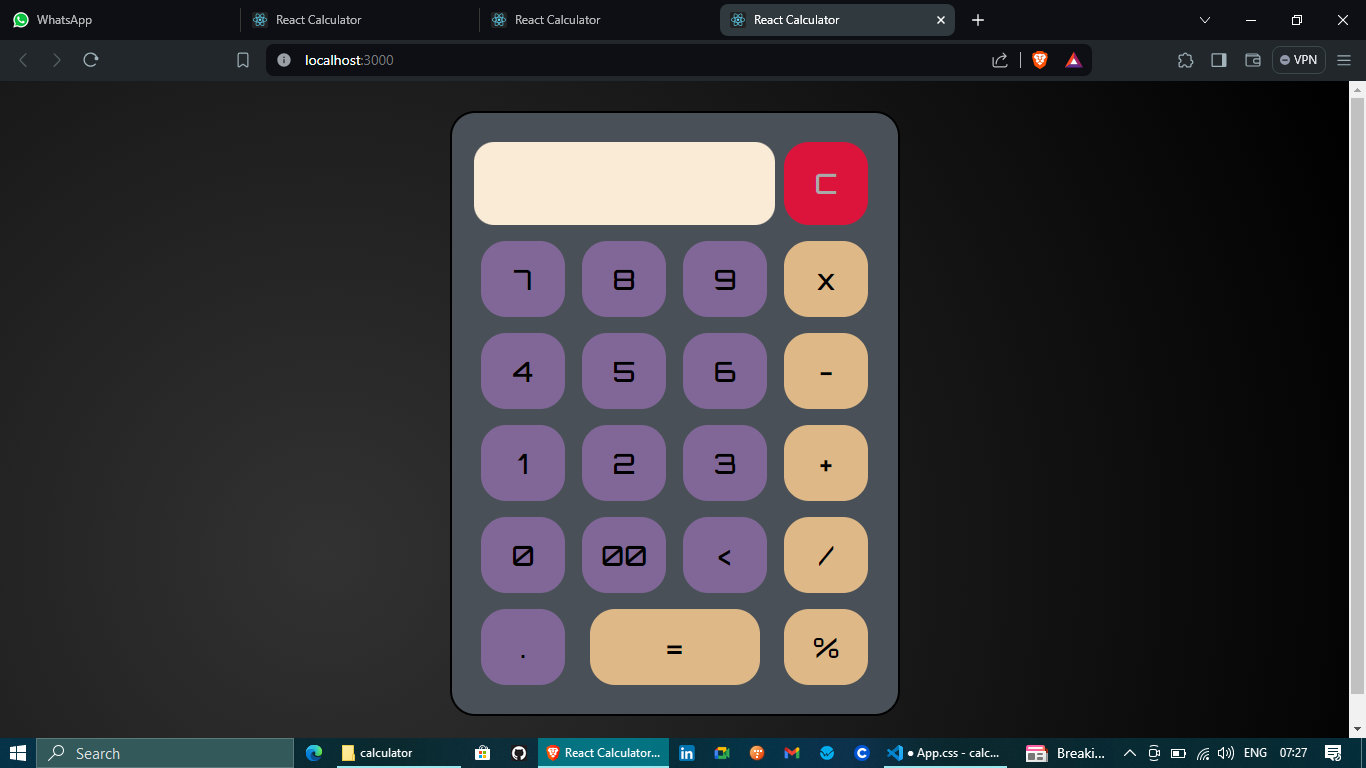 WhatsApp React Calculator React Calculator React Calculator
localhost:3000 VPN
C
7 8 9 x
4 5 6 -
1 2 3 +
0 00 < /
. = %
Search calculator React Calculator... ● App.css - calc... Breaki... ENG 07:27